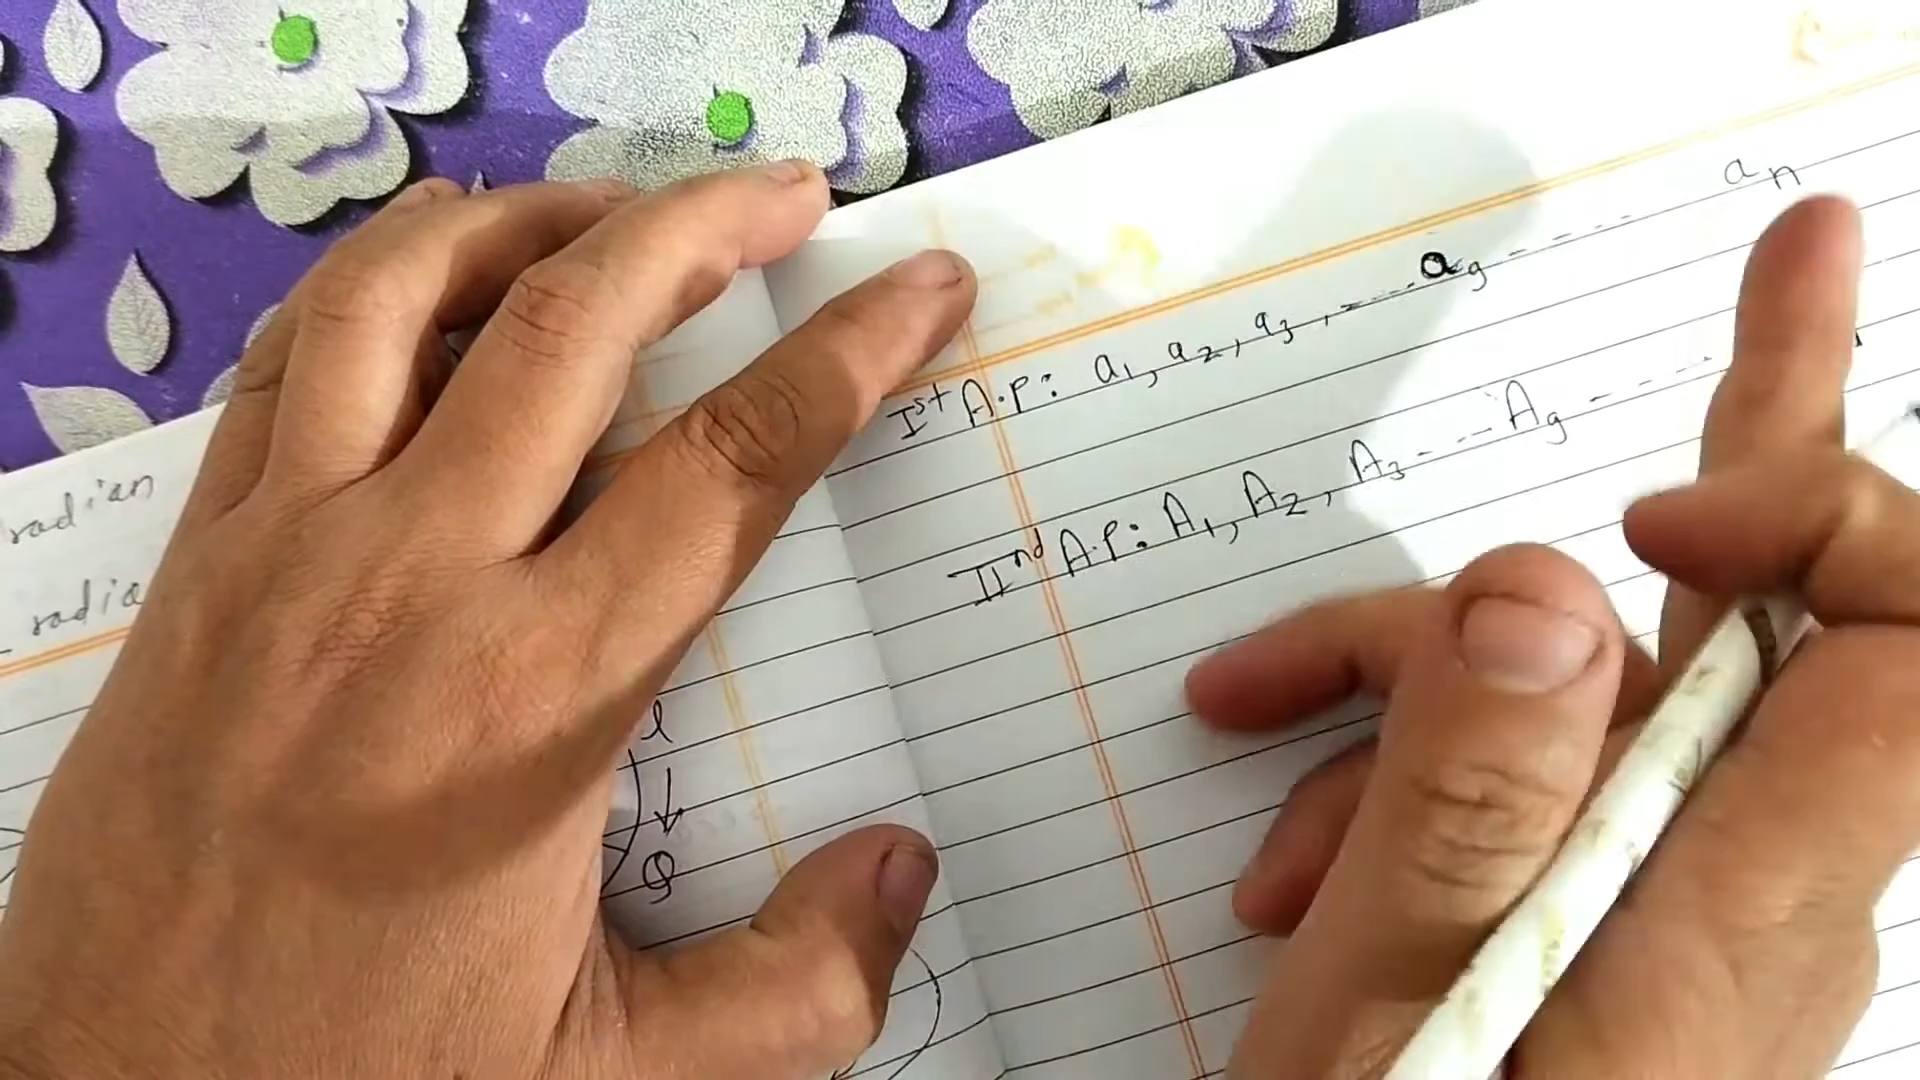 radian
radia
l
Q
Ist A.P: a1, a2, a3, ----- a9 ------ an
IInd A.P: A1, A2, A3 - --- A9 - - - - -